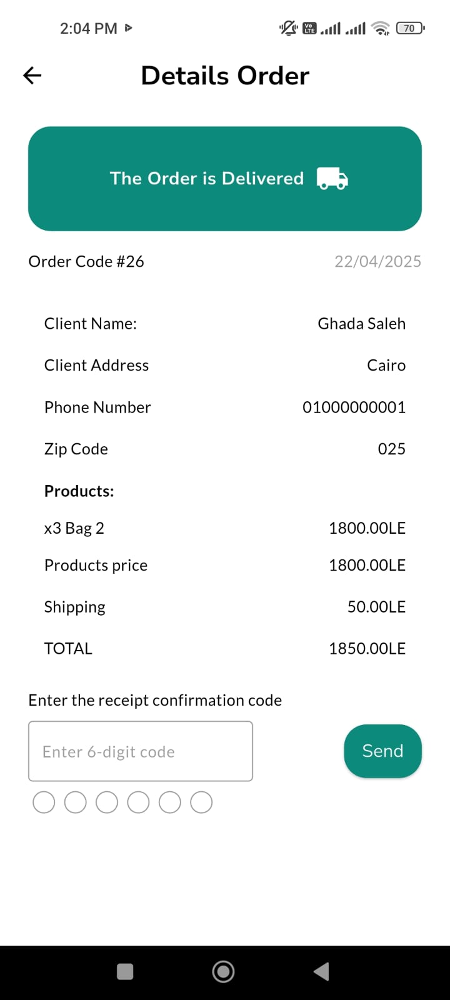 2:04 PM
Vo LTE
70
Details Order
The Order is Delivered
Order Code #26 22/04/2025
Client Name: Ghada Saleh
Client Address Cairo
Phone Number 01000000001
Zip Code 025
Products:
x3 Bag 2 1800.00LE
Products price 1800.00LE
Shipping 50.00LE
TOTAL 1850.00LE
Enter the receipt confirmation code
Enter 6-digit code Send